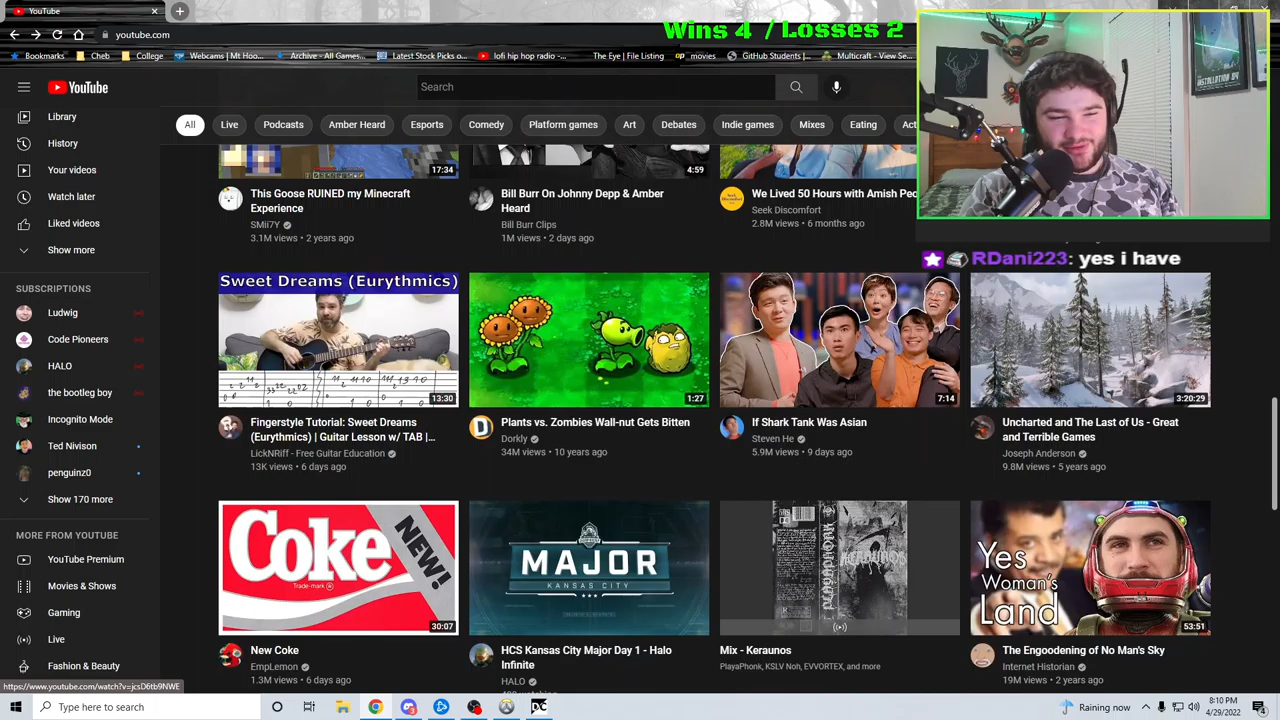 YouTube
youtube.com
Wins 4 / Losses 2
Bookmarks
Cheb
College
Webcams | Mt Hoo...
Archive - All Games...
Latest Stock Picks o...
lofi hip hop radio -...
The Eye | File Listing
movies
GitHub Students |...
Multicraft - View Se...
YouTube
Search
All
Live
Podcasts
Amber Heard
Esports
Comedy
Platform games
Art
Debates
Indie games
Mixes
Eating
Library
History
Your videos
Watch later
Liked videos
Show more
SUBSCRIPTIONS
Ludwig
Code Pioneers
HALO
the bootleg boy
Incognito Mode
Ted Nivison
penguinz0
Show 170 more
MORE FROM YOUTUBE
YouTube Premium
Movies & Shows
Gaming
Live
Fashion & Beauty
17:34
This Goose RUINED my Minecraft
Experience
SMii7Y
3.1M views • 2 years ago
4:59
Bill Burr On Johnny Depp & Amber
Heard
Bill Burr Clips
1M views • 2 days ago
We Lived 50 Hours with Amish Peo
Seek Discomfort
2.8M views • 6 months ago
RDani223: yes i have
Sweet Dreams (Eurythmics)
13:30
Fingerstyle Tutorial: Sweet Dreams
(Eurythmics) | Guitar Lesson w/ TAB |...
LickNRiff - Free Guitar Education
13K views • 6 days ago
1:27
Plants vs. Zombies Wall-nut Gets Bitten
Dorkly
34M views • 10 years ago
7:14
If Shark Tank Was Asian
Steven He
5.9M views • 9 days ago
3:20:29
Uncharted and The Last of Us - Great
and Terrible Games
Joseph Anderson
9.8M views • 5 years ago
Coke
NEW!
30:07
New Coke
EmpLemon
1.3M views • 6 days ago
MAJOR
KANSAS CITY
HCS Kansas City Major Day 1 - Halo
Infinite
HALO
Mix - Keraunos
PlayaPhonk, KSLV Noh, EVVORTEX, and more
Yes
Woman's
Land
53:51
The Engoodening of No Man's Sky
Internet Historian
19M views • 2 years ago
https://www.youtube.com/watch?v=jcsD6tb9NWE
Type here to search
Raining now
8:10 PM
4/29/2022